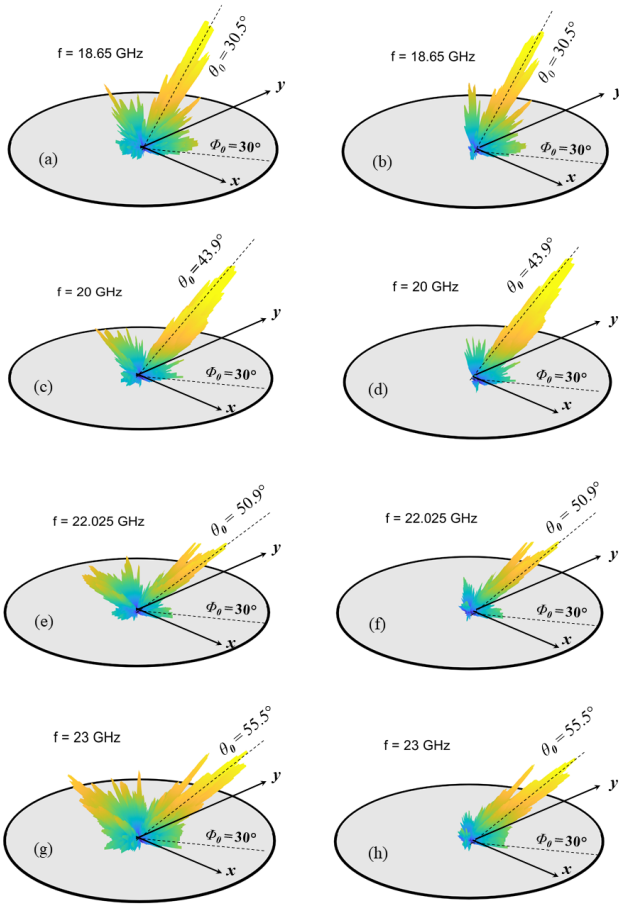 f = 18.65 GHz
θ₀ = 30.5°
y
Φ₀ = 30°
x
(a)
f = 18.65 GHz
θ₀ = 30.5°
y
Φ₀ = 30°
x
(b)
f = 20 GHz
θ₀ = 43.9°
y
Φ₀ = 30°
x
(c)
f = 20 GHz
θ₀ = 43.9°
y
Φ₀ = 30°
x
(d)
f = 22.025 GHz
θ₀ = 50.9°
y
Φ₀ = 30°
x
(e)
f = 22.025 GHz
θ₀ = 50.9°
y
Φ₀ = 30°
x
(f)
f = 23 GHz
θ₀ = 55.5°
y
Φ₀ = 30°
x
(g)
f = 23 GHz
θ₀ = 55.5°
y
Φ₀ = 30°
x
(h)